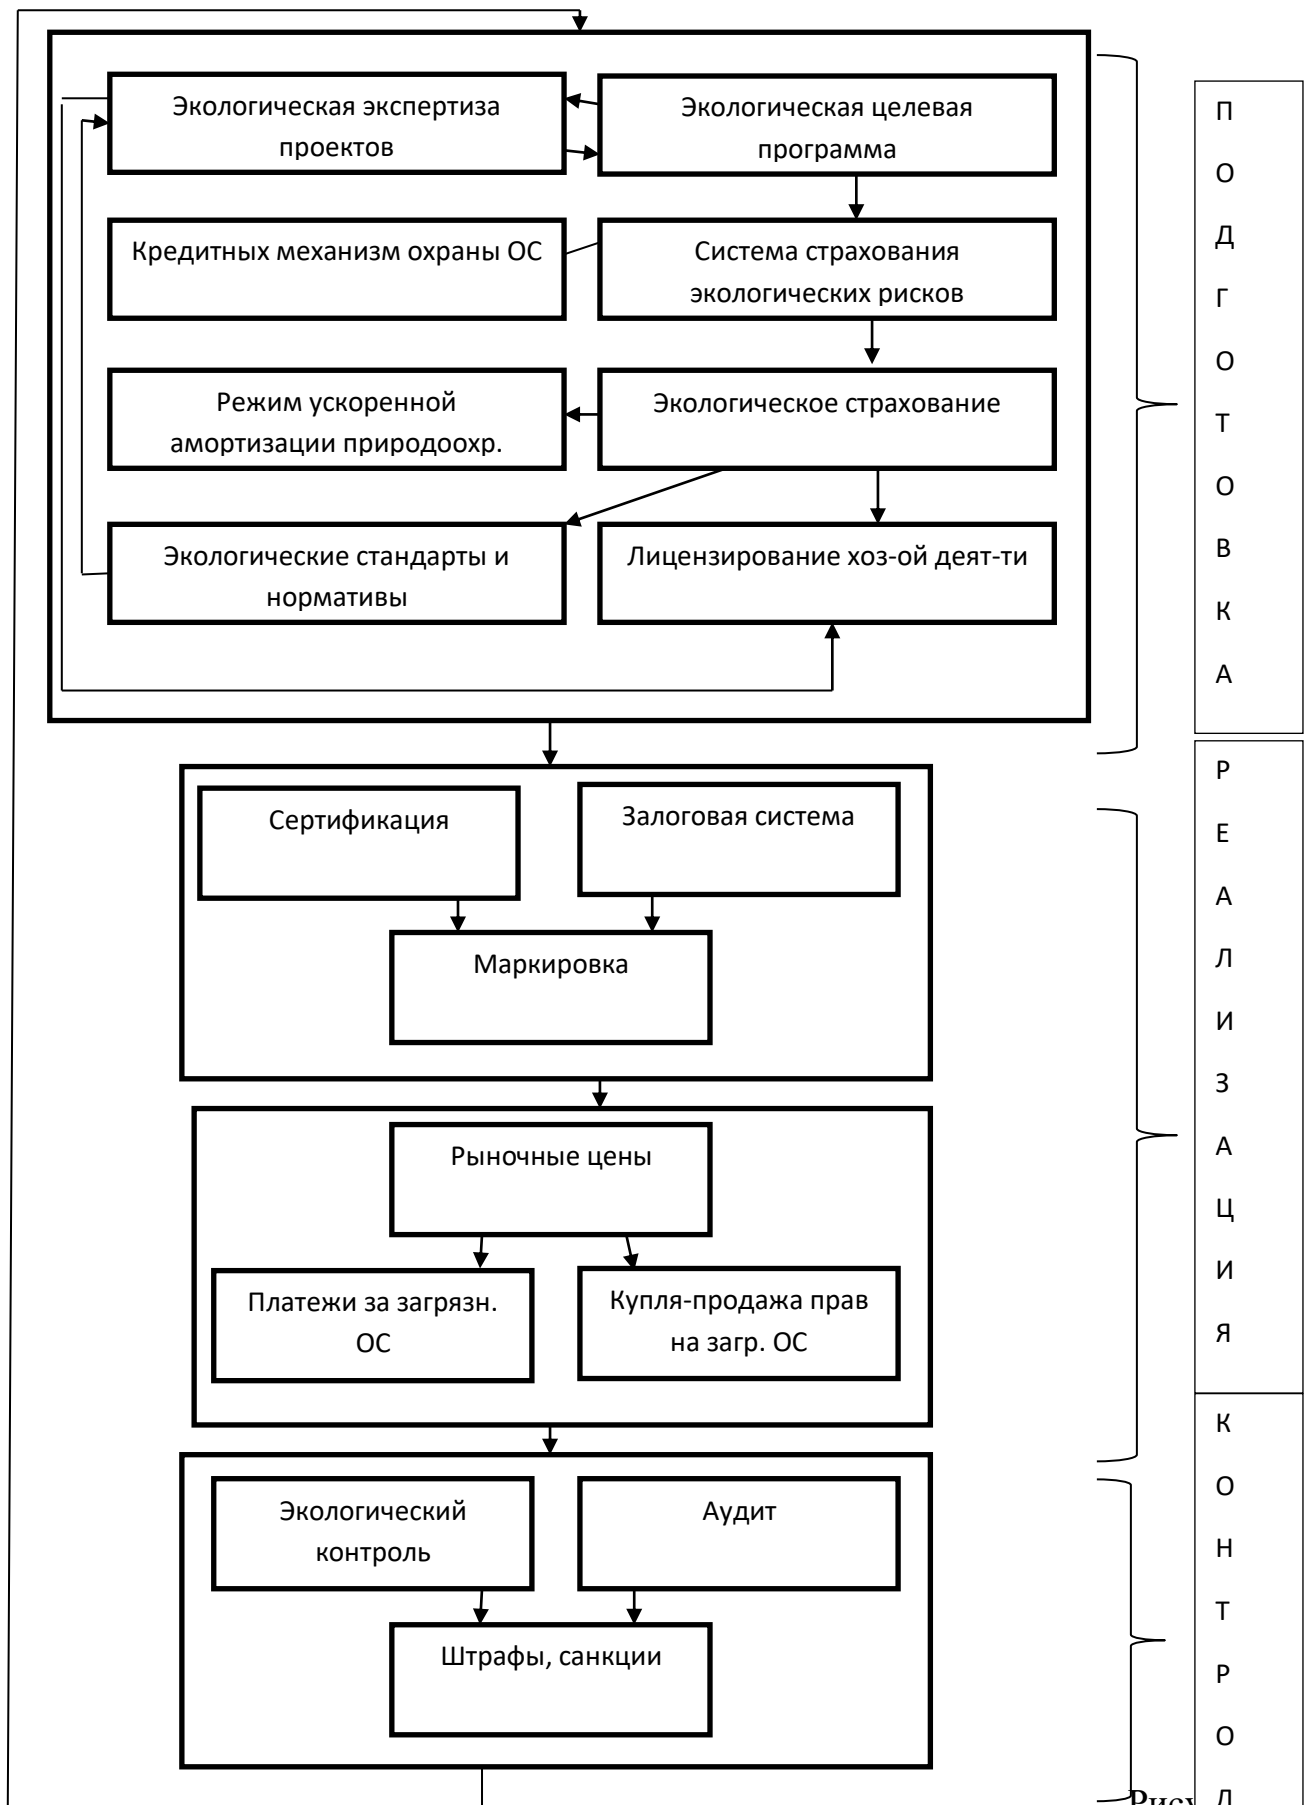 Экологическая экспертиза
проектов
Экологическая целевая
программа
Кредитных механизм охраны ОС
Система страхования
экологических рисков
Режим ускоренной
амортизации природоохр.
Экологическое страхование
Экологические стандарты и
нормативы
Лицензирование хоз-ой деят-ти
П
О
Д
Г
О
Т
О
В
К
А
Сертификация
Залоговая система
Маркировка
Рыночные цены
Платежи за загрязн.
ОС
Купля-продажа прав
на загр. ОС
Р
Е
А
Л
И
З
А
Ц
И
Я
Экологический
контроль
Аудит
Штрафы, санкции
К
О
Н
Т
Р
О
Л